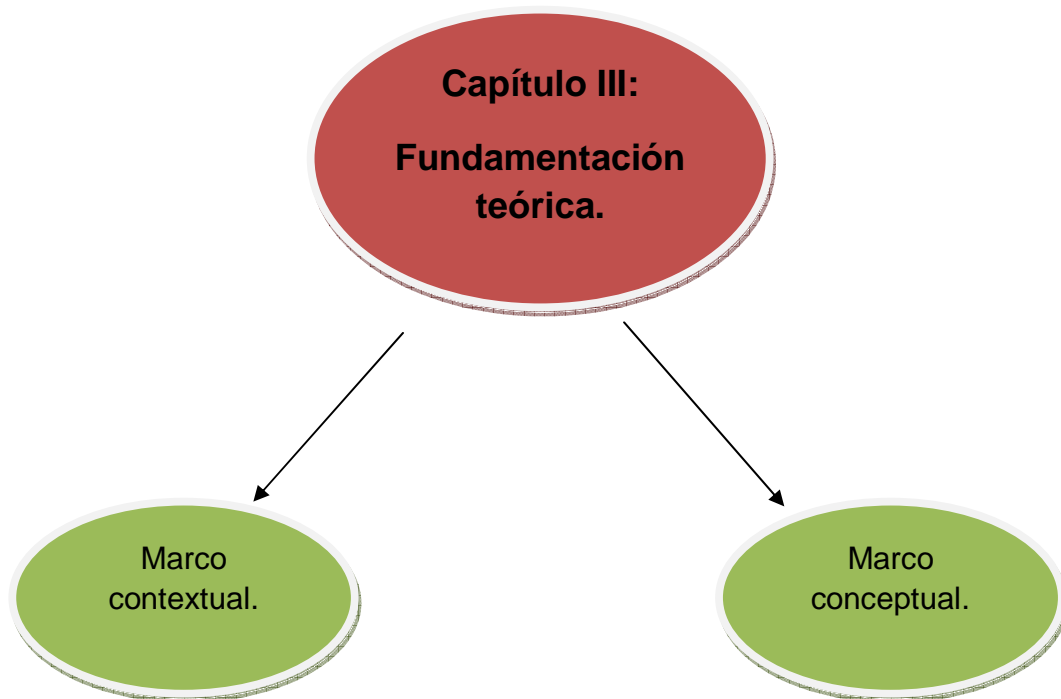 Capítulo III:
Fundamentación
teórica.
Marco
contextual.
Marco
conceptual.